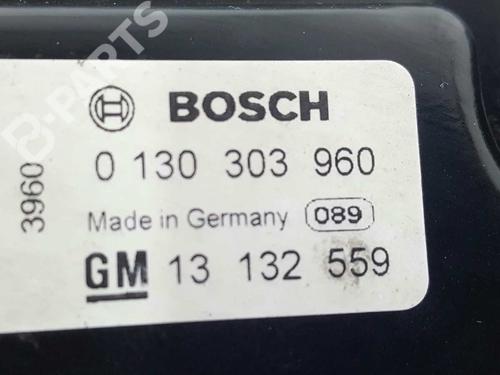 B-PARTS
BOSCH
0 130 303 960
3960
Made in Germany 089
GM 13 132 559